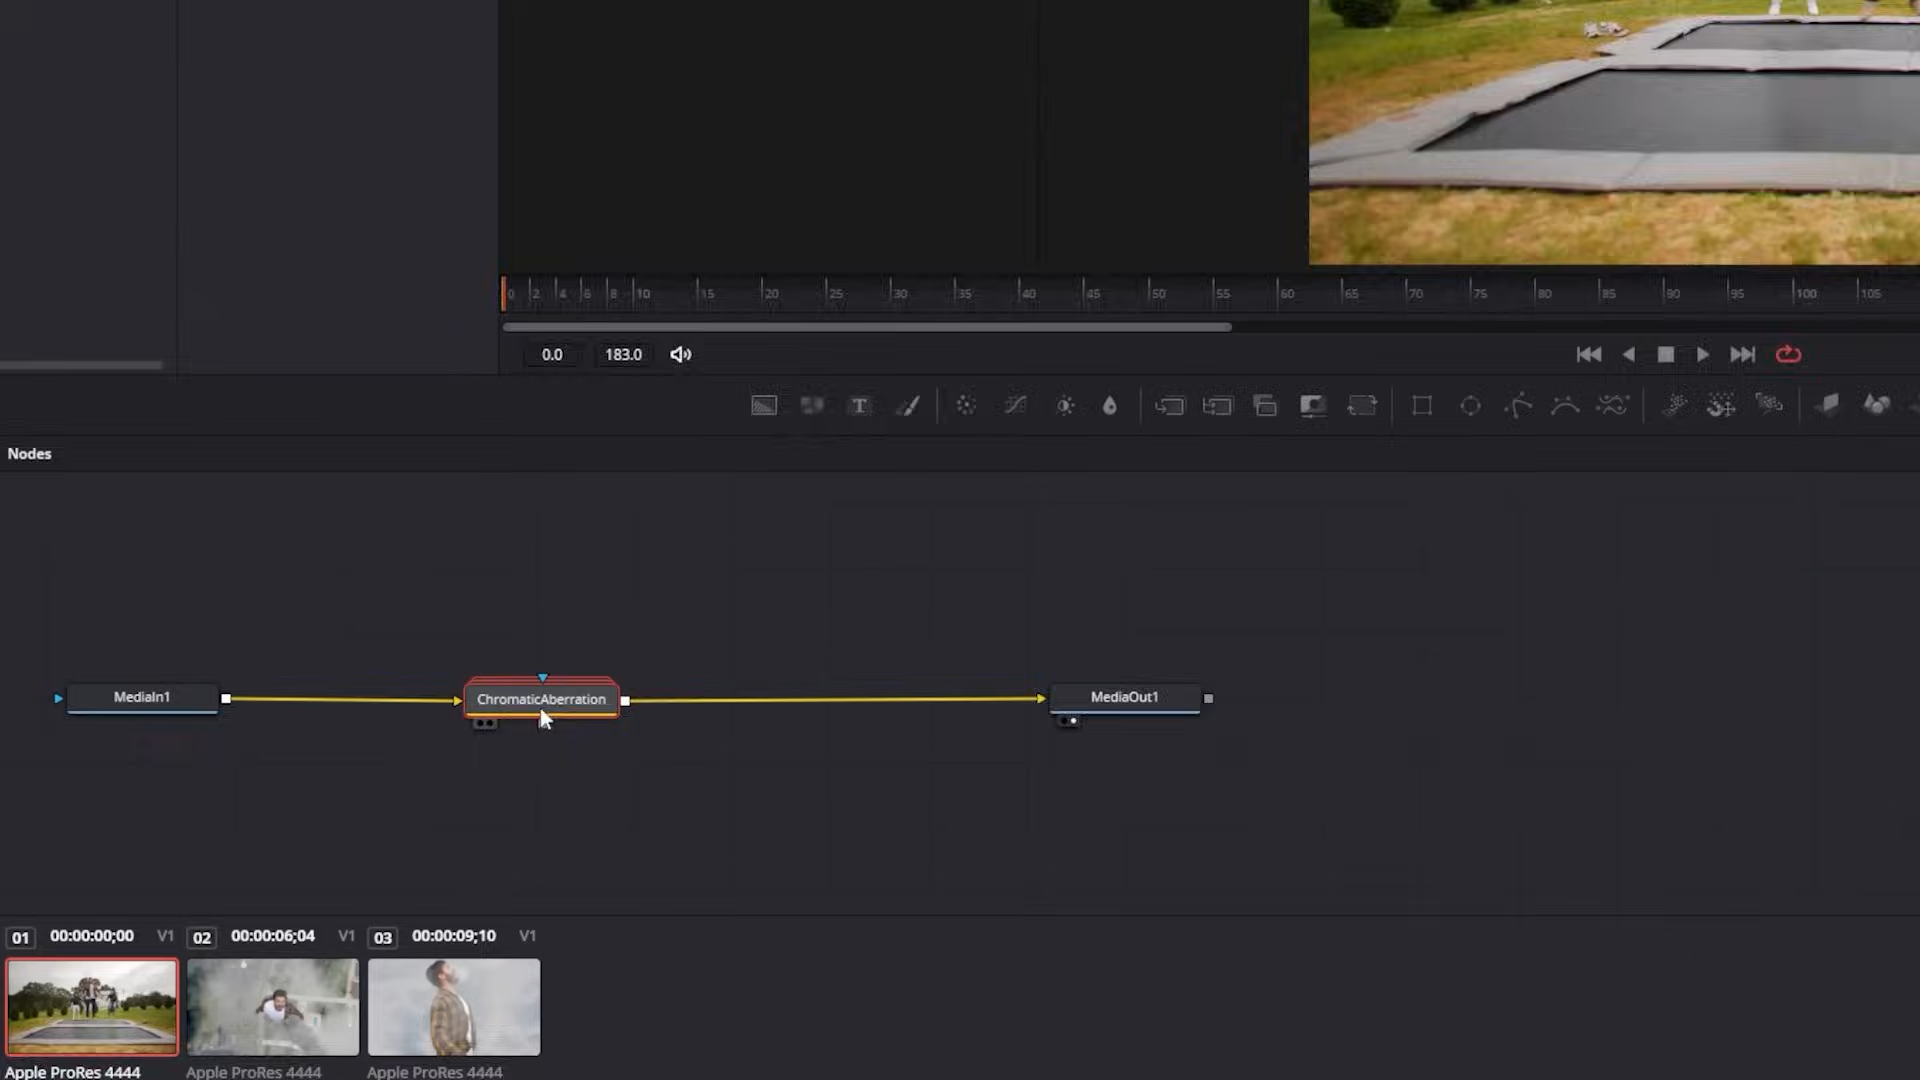 0 2 4 6 8 10 15 20 25 30 35 40 45 50 55 60 65 70 75 80 85 90 95 100 105
0.0 183.0
T
Nodes
MediaIn1 ChromaticAberration MediaOut1
01 00:00:00;00 V1 02 00:00:06;04 V1 03 00:00:09;10 V1
Apple ProRes 4444 Apple ProRes 4444 Apple ProRes 4444